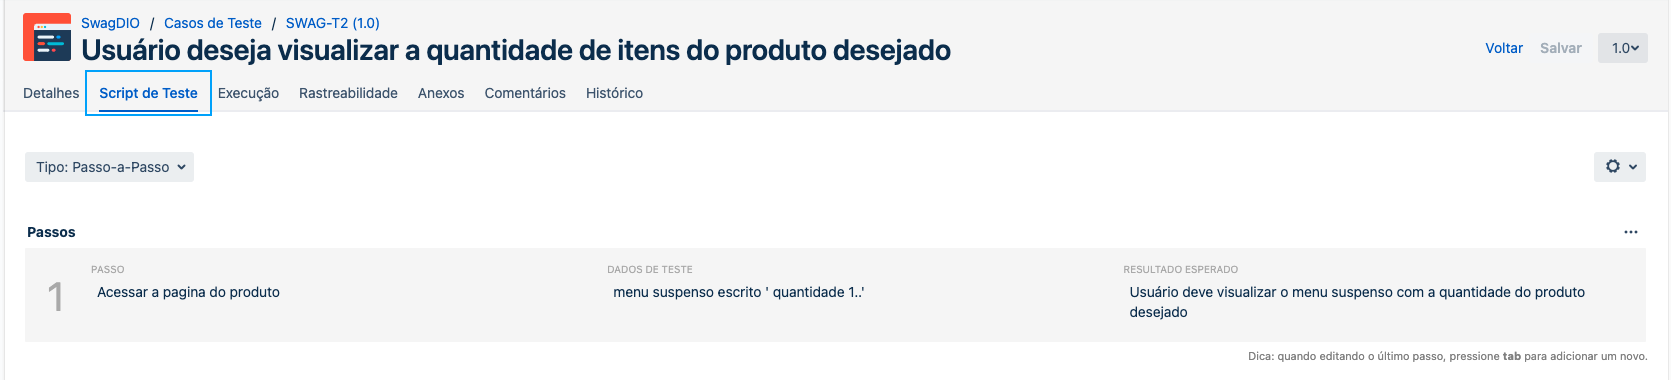 SwagDIO / Casos de Teste / SWAG-T2 (1.0)
Usuário deseja visualizar a quantidade de itens do produto desejado
Voltar Salvar 1.0
Detalhes Script de Teste Execução Rastreabilidade Anexos Comentários Histórico
Tipo: Passo-a-Passo
Passos
...
PASSO DADOS DE TESTE RESULTADO ESPERADO
1 Acessar a pagina do produto menu suspenso escrito ' quantidade 1..' Usuário deve visualizar o menu suspenso com a quantidade do produto
desejado
Dica: quando editando o último passo, pressione tab para adicionar um novo.